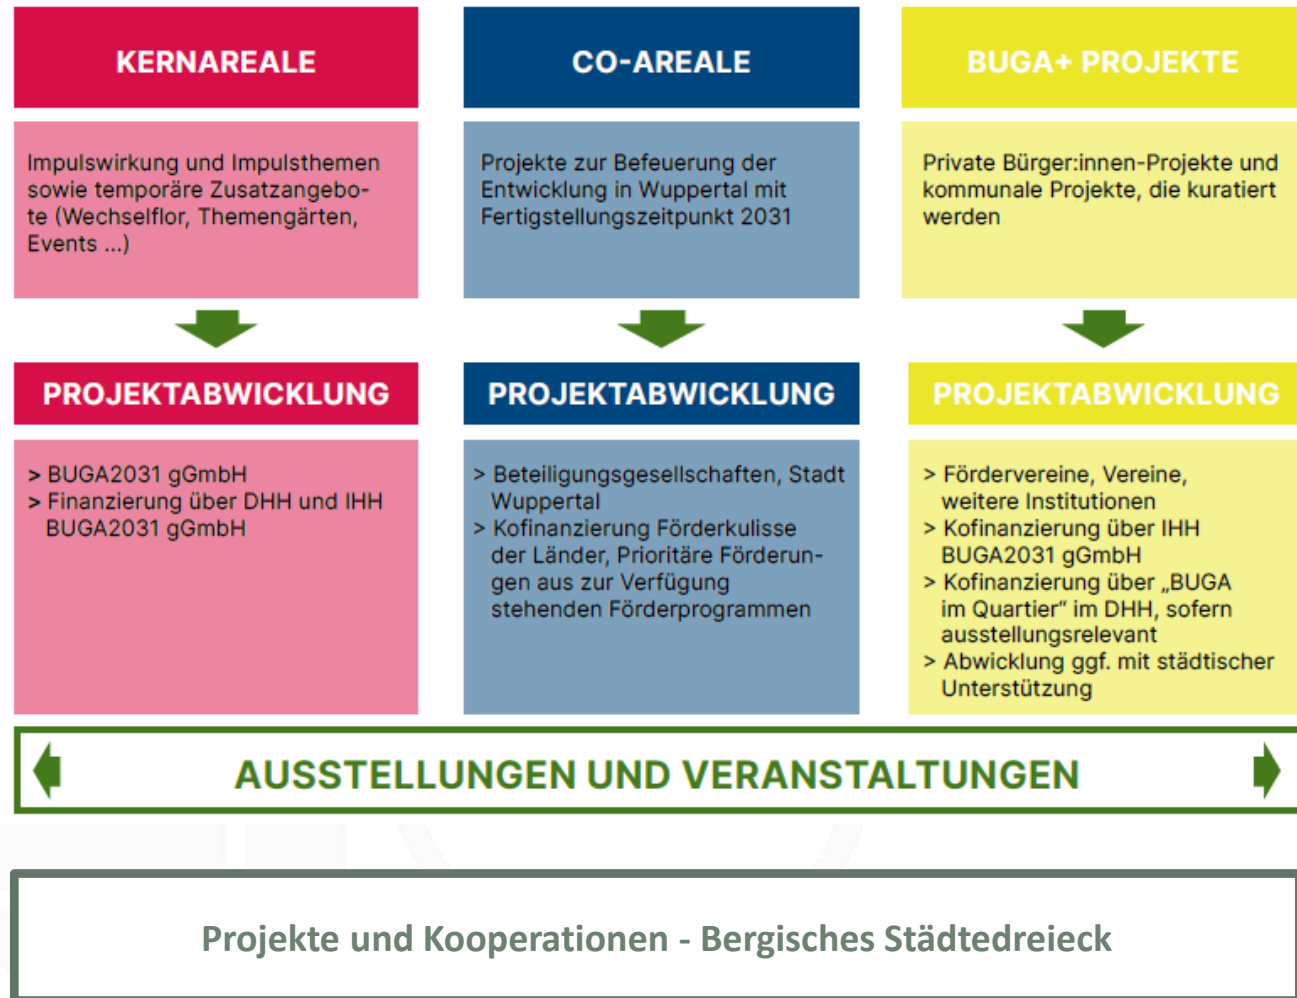 KERNAREALE
Impulswirkung und Impulsthemen
sowie temporäre Zusatzangebo-
te (Wechselflor, Themengärten,
Events ...)
PROJEKTABWICKLUNG
> BUGA2031 gGmbH
> Finanzierung über DHH und IHH
BUGA2031 gGmbH
CO-AREALE
Projekte zur Befeuerung der
Entwicklung in Wuppertal mit
Fertigstellungszeitpunkt 2031
PROJEKTABWICKLUNG
> Beteiligungsgesellschaften, Stadt
Wuppertal
> Kofinanzierung Förderkulisse
der Länder, Prioritäre Förderun-
gen aus zur Verfügung
stehenden Förderprogrammen
BUGA+ PROJEKTE
Private Bürger:innen-Projekte und
kommunale Projekte, die kuratiert
werden
PROJEKTABWICKLUNG
> Fördervereine, Vereine,
weitere Institutionen
> Kofinanzierung über IHH
BUGA2031 gGmbH
> Kofinanzierung über „BUGA
im Quartier“ im DHH, sofern
ausstellungsrelevant
> Abwicklung ggf. mit städtischer
Unterstützung
AUSSTELLUNGEN UND VERANSTALTUNGEN
Projekte und Kooperationen - Bergisches Städtedreieck